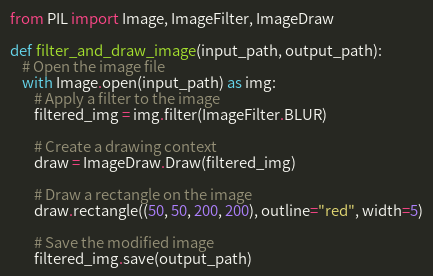 from PIL import Image, ImageFilter, ImageDraw

def filter_and_draw_image(input_path, output_path):
    # Open the image file
    with Image.open(input_path) as img:
        # Apply a filter to the image
        filtered_img = img.filter(ImageFilter.BLUR)

        # Create a drawing context
        draw = ImageDraw.Draw(filtered_img)

        # Draw a rectangle on the image
        draw.rectangle((50, 50, 200, 200), outline="red", width=5)

        # Save the modified image
        filtered_img.save(output_path)